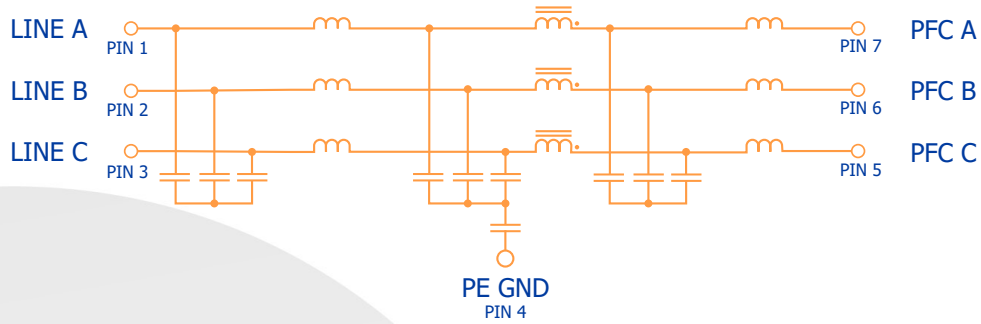 LINE A
PIN 1
PIN 7
PFC A
LINE B
PIN 2
PIN 6
PFC B
LINE C
PIN 3
PIN 5
PFC C
PE GND
PIN 4